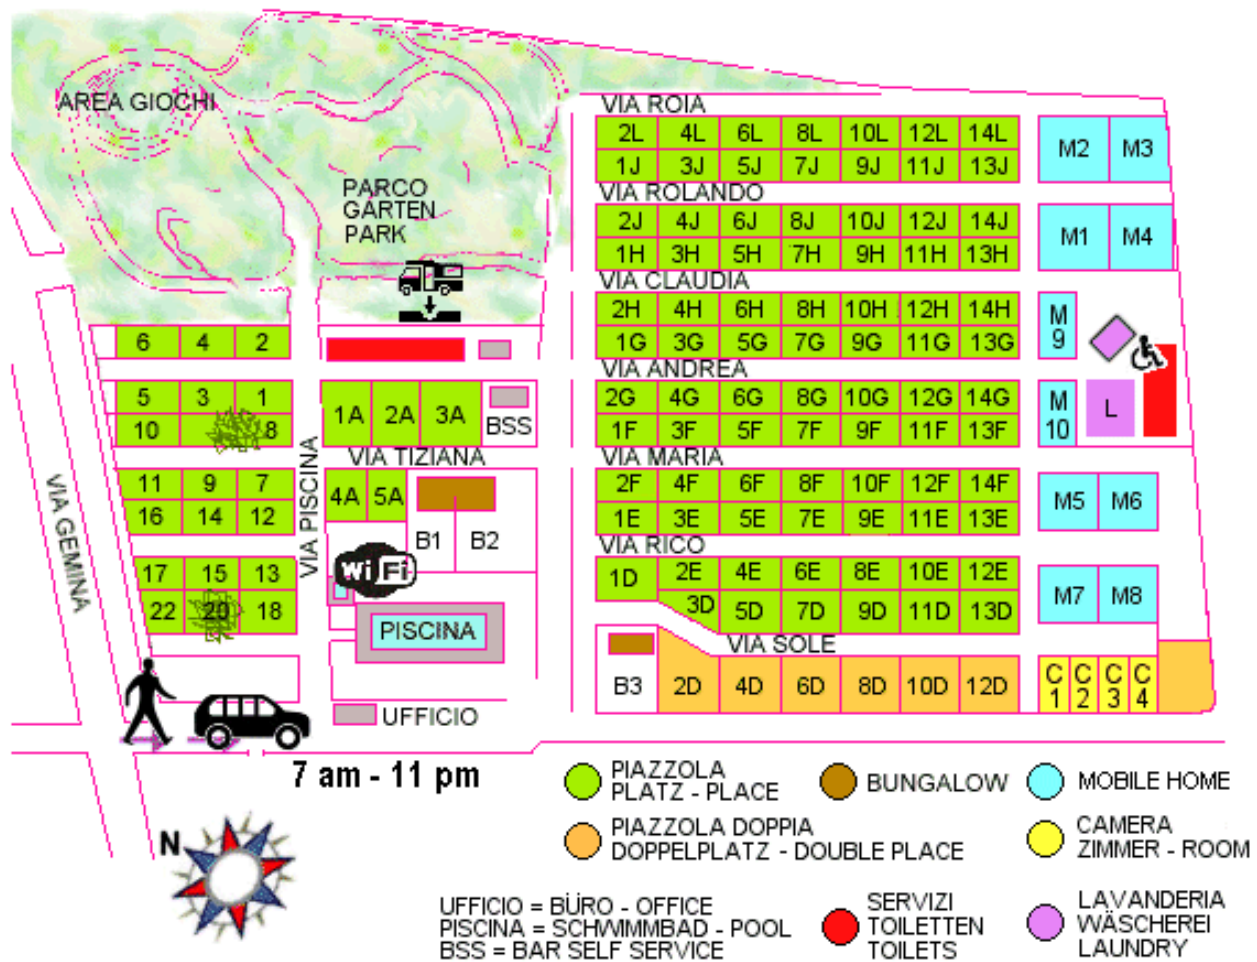 AREA GIOCHI
PARCO
GARTEN
PARK
VIA ROIA
2L 4L 6L 8L 10L 12L 14L
1J 3J 5J 7J 9J 11J 13J
M2 M3
VIA ROLANDO
2J 4J 6J 8J 10J 12J 14J
1H 3H 5H 7H 9H 11H 13H
M1 M4
VIA CLAUDIA
2H 4H 6H 8H 10H 12H 14H
1G 3G 5G 7G 9G 11G 13G
M
9
VIA ANDREA
2G 4G 6G 8G 10G 12G 14G
1F 3F 5F 7F 9F 11F 13F
M
10
L
VIA MARIA
2F 4F 6F 8F 10F 12F 14F
1E 3E 5E 7E 9E 11E 13E
M5 M6
VIA RICO
1D 2E 4E 6E 8E 10E 12E
3D 5D 7D 9D 11D 13D
M7 M8
VIA SOLE
B3 2D 4D 6D 8D 10D 12D
C C C C
1 2 3 4
6 4 2
5 3 1
10 8
11 9 7
16 14 12
17 15 13
22 20 18
VIA GEMINA
VIA PISCINA
1A 2A 3A
BSS
VIA TIZIANA
4A 5A
B1 B2
Wi Fi
PISCINA
UFFICIO
7 am - 11 pm
N
PIAZZOLA
PLATZ - PLACE
BUNGALOW
MOBILE HOME
PIAZZOLA DOPPIA
DOPPELPLATZ - DOUBLE PLACE
CAMERA
ZIMMER - ROOM
UFFICIO = BÜRO - OFFICE
PISCINA = SCHWIMMBAD - POOL
BSS = BAR SELF SERVICE
SERVIZI
TOILETTEN
TOILETS
LAVANDERIA
WÄSCHEREI
LAUNDRY